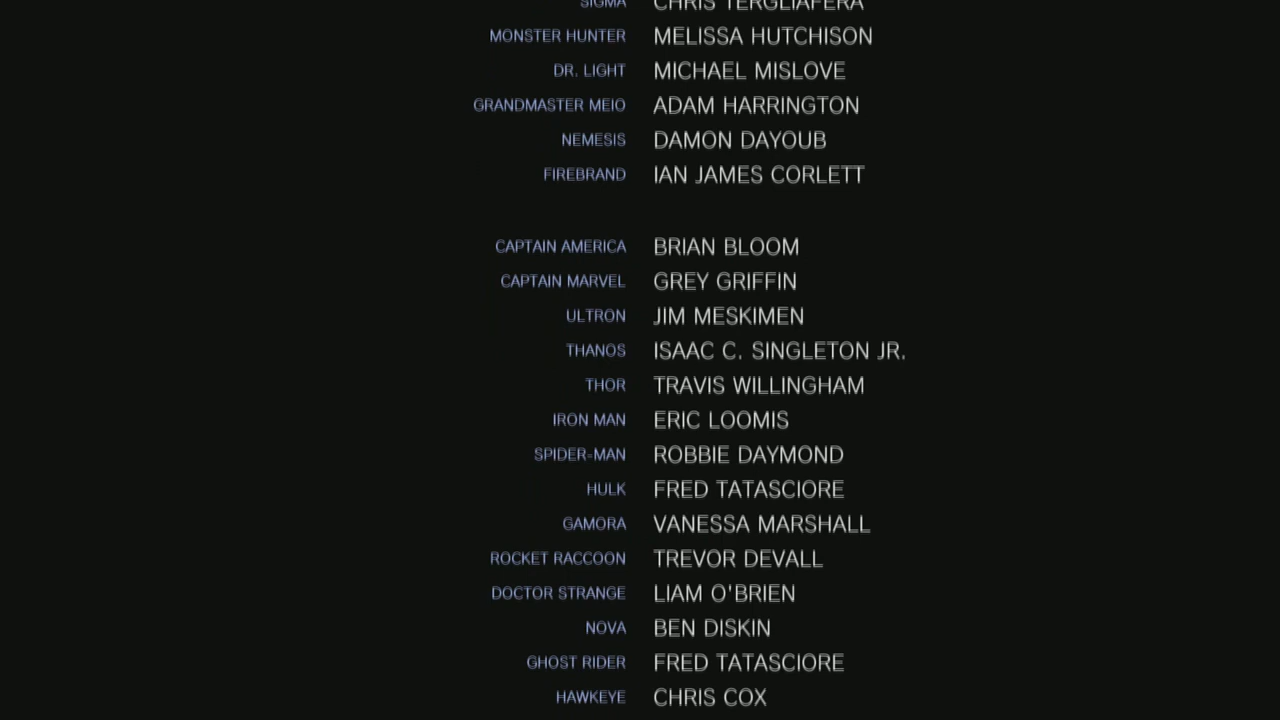 SIGMA CHRIS TERGLIAFERA
MONSTER HUNTER MELISSA HUTCHISON
DR. LIGHT MICHAEL MISLOVE
GRANDMASTER MEIO ADAM HARRINGTON
NEMESIS DAMON DAYOUB
FIREBRAND IAN JAMES CORLETT
CAPTAIN AMERICA BRIAN BLOOM
CAPTAIN MARVEL GREY GRIFFIN
ULTRON JIM MESKIMEN
THANOS ISAAC C. SINGLETON JR.
THOR TRAVIS WILLINGHAM
IRON MAN ERIC LOOMIS
SPIDER-MAN ROBBIE DAYMOND
HULK FRED TATASCIORE
GAMORA VANESSA MARSHALL
ROCKET RACCOON TREVOR DEVALL
DOCTOR STRANGE LIAM O'BRIEN
NOVA BEN DISKIN
GHOST RIDER FRED TATASCIORE
HAWKEYE CHRIS COX